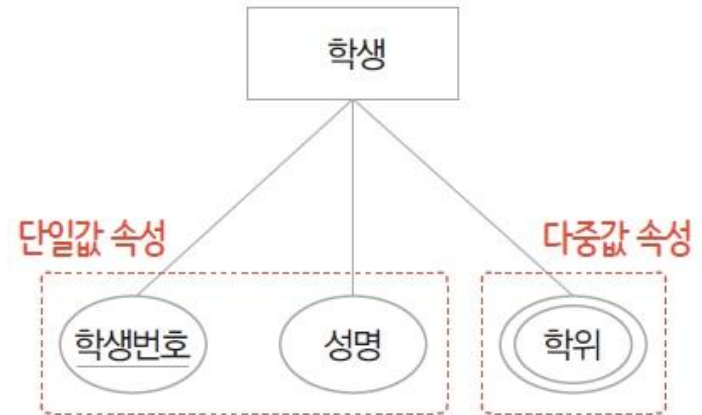 학생
단일값 속성
다중값 속성
학생번호
성명
학위